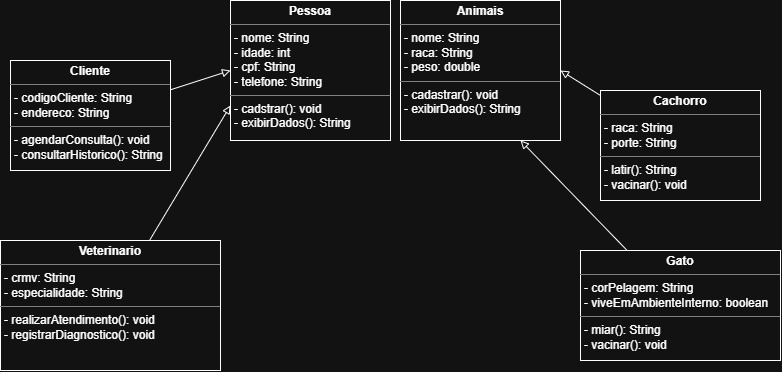 Pessoa
- nome: String
- idade: int
- cpf: String
- telefone: String
- cadstrar(): void
- exibirDados(): String
Animais
- nome: String
- raca: String
- peso: double
- cadastrar(): void
- exibirDados(): String
Cliente
- codigoCliente: String
- endereco: String
- agendarConsulta(): void
- consultarHistorico(): String
Cachorro
- raca: String
- porte: String
- latir(): String
- vacinar(): void
Veterinario
- crmv: String
- especialidade: String
- realizarAtendimento(): void
- registrarDiagnostico(): void
Gato
- corPelagem: String
- viveEmAmbienteInterno: boolean
- miar(): String
- vacinar(): void